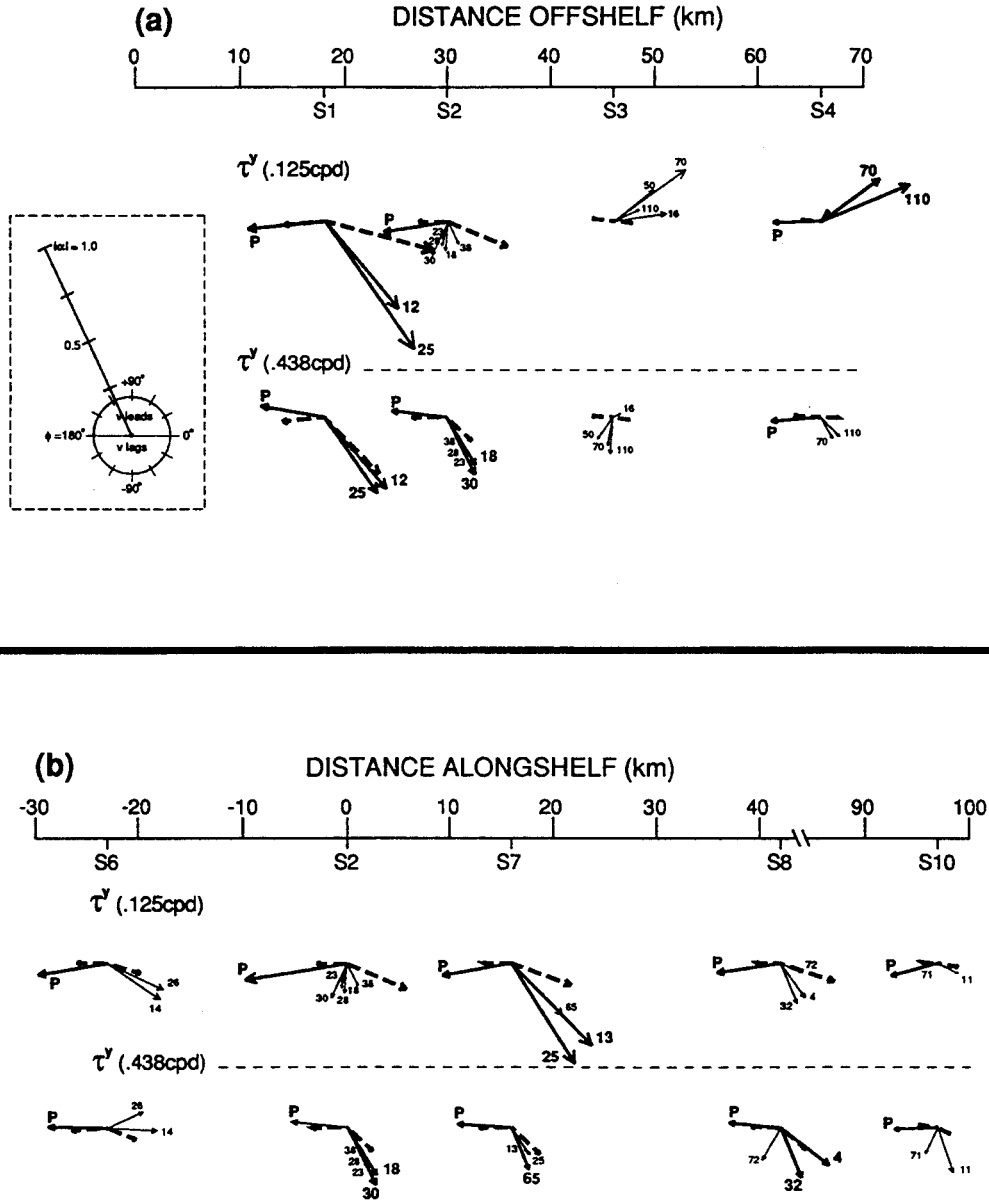 (a) DISTANCE OFFSHELF (km)
0 10 20 30 40 50 60 70
S1 S2 S3 S4
τʸ (.125cpd)
P P P
12 25
23 28 30 18 38
70 50 110 16
70 110
|α| = 1.0
0.5
+90°
v leads
ϕ =180° 0°
v lags
-90°
τʸ (.438cpd)
P P P
25 12
38 28 23 18 30
16 50 70 110
70 110
(b) DISTANCE ALONGSHELF (km)
-30 -20 -10 0 10 20 30 40 90 100
S6 S2 S7 S8 S10
τʸ (.125cpd)
P P P P P
26 14
23 30 28 18 38
65 13 25
72 32 4
71 11
τʸ (.438cpd)
P P P P P
26 14
38 28 23 18 30
13 25 65
72 32 4
71 11